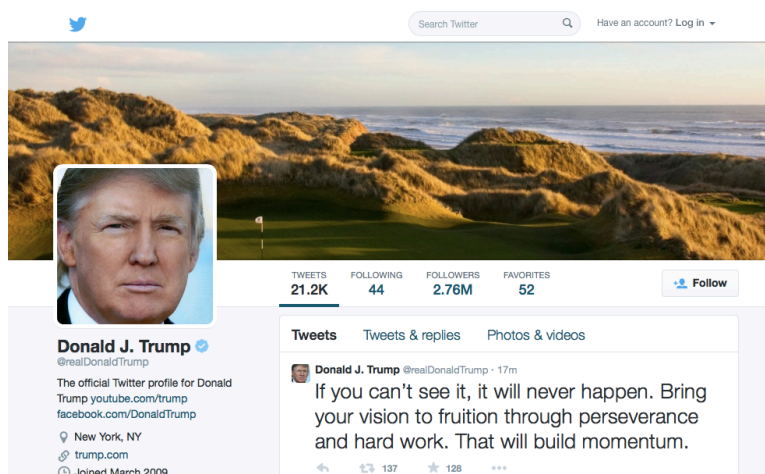 Search Twitter
Have an account? Log in
TWEETS
21.2K
FOLLOWING
44
FOLLOWERS
2.76M
FAVORITES
52
Follow
Donald J. Trump
@realDonaldTrump
The official Twitter profile for Donald
Trump youtube.com/trump
facebook.com/DonaldTrump
New York, NY
trump.com
Joined March 2009
Tweets Tweets & replies Photos & videos
Donald J. Trump @realDonaldTrump · 17m
If you can’t see it, it will never happen. Bring
your vision to fruition through perseverance
and hard work. That will build momentum.
137 128